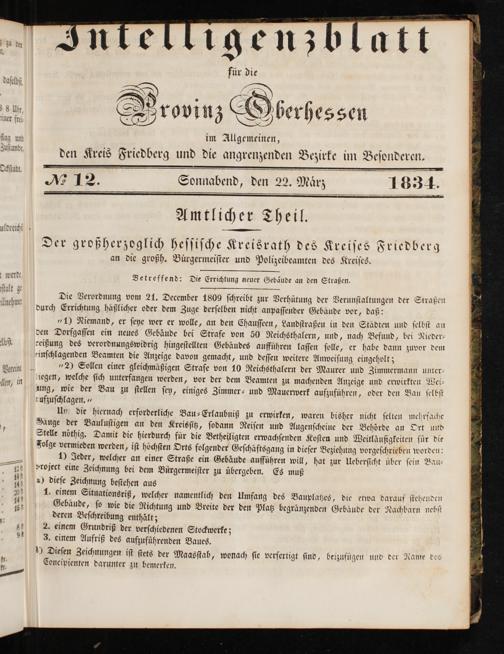 Intelligenzblatt
für die
Provinz Oberhessen
im Allgemeinen,
den Kreis Friedberg und die angrenzenden Bezirke im Besonderen.
№ 12. Sonnabend, den 22. März 1834.
Amtlicher Theil.
Der großherzoglich hessische Kreisrath des Kreises Friedberg
an die großh. Bürgermeister und Polizeibeamten des Kreises.
Betreffend: Die Errichtung neuer Gebäude an den Straßen.
Die Verordnung vom 21. December 1809 schreibt zur Verhütung der Verunstaltungen der Straßen
durch Errichtung häßlicher oder dem Zuge derselben nicht anpassender Gebäude vor, daß:
„1) Niemand, er seye wer er wolle, an den Chausseen, Landstraßen in den Städten und selbst an
den Dorfgassen ein neues Gebäude bei Strafe von 50 Reichsthalern, und, nach Befund, bei Nieder-
reißung des verordnungswidrig hingestellten Gebäudes aufführen lassen solle, er habe dann zuvor dem
einschlagenden Beamten die Anzeige davon gemacht, und dessen weitere Anweisung eingeholt;
„2) Sollen einer gleichmäßigen Strafe von 10 Reichsthalern der Maurer und Zimmermann unter-
liegen, welche sich unterfangen werden, vor der dem Beamten zu machenden Anzeige und erwirkten Wei-
sung, wie der Bau zu stellen sey, einiges Zimmer- und Mauerwerk aufzuführen, oder den Bau selbst
aufzuschlagen.“
Um die hiernach erforderliche Bau-Erlaubniß zu erwirken, waren bisher nicht selten mehrfache
Gänge der Baulustigen an den Kreissitz, sodann Reisen und Augenscheine der Behörde an Ort und
Stelle nöthig. Damit die hierdurch für die Betheiligten erwachsenden Kosten und Weitläufigkeiten für die
Folge vermieden werden, ist höchsten Orts folgender Geschäftsgang in dieser Beziehung vorgeschrieben worden:
1) Jeder, welcher an einer Straße ein Gebäude aufführen will, hat zur Uebersicht über sein Bau-
project eine Zeichnung bei dem Bürgermeister zu übergeben. Es muß
a) diese Zeichnung bestehen aus
1. einem Situationsriß, welcher namentlich den Umfang des Bauplatzes, die etwa darauf stehenden
Gebäude, so wie die Richtung und Breite der den Platz begränzenden Gebäude der Nachbarn nebst
deren Beschreibung enthält;
2. einem Grundriß der verschiedenen Stockwerke;
3. einem Aufriß des aufzuführenden Baues.
b) Diesen Zeichnungen ist stets der Maasstab, wonach sie verfertigt sind, beizufügen und der Name des
Concipienten darunter zu bemerken.